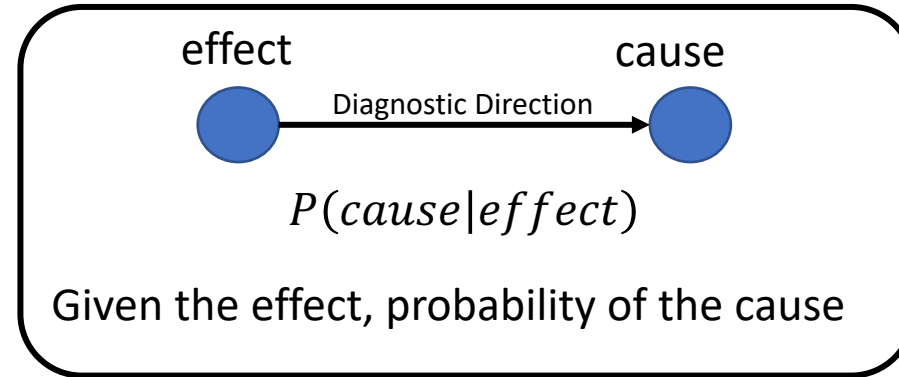 effect cause
Diagnostic Direction
P(cause|effect)
Given the effect, probability of the cause